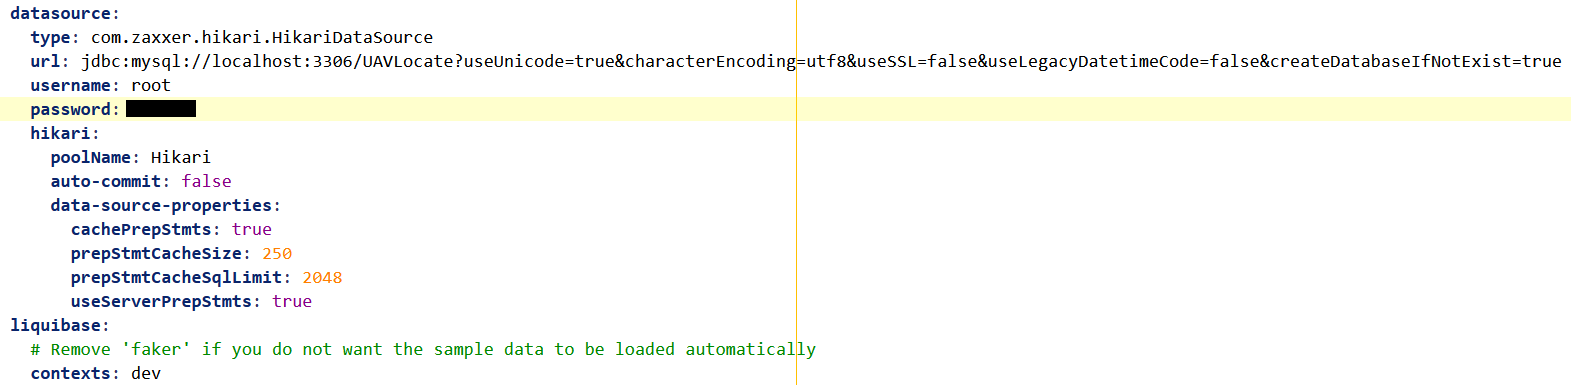 datasource:
type: com.zaxxer.hikari.HikariDataSource
url: jdbc:mysql://localhost:3306/UAVLocate?useUnicode=true&characterEncoding=utf8&useSSL=false&useLegacyDatetimeCode=false&createDatabaseIfNotExist=true
username: root
password:
hikari:
poolName: Hikari
auto-commit: false
data-source-properties:
cachePrepStmts: true
prepStmtCacheSize: 250
prepStmtCacheSqlLimit: 2048
useServerPrepStmts: true
liquibase:
# Remove 'faker' if you do not want the sample data to be loaded automatically
contexts: dev